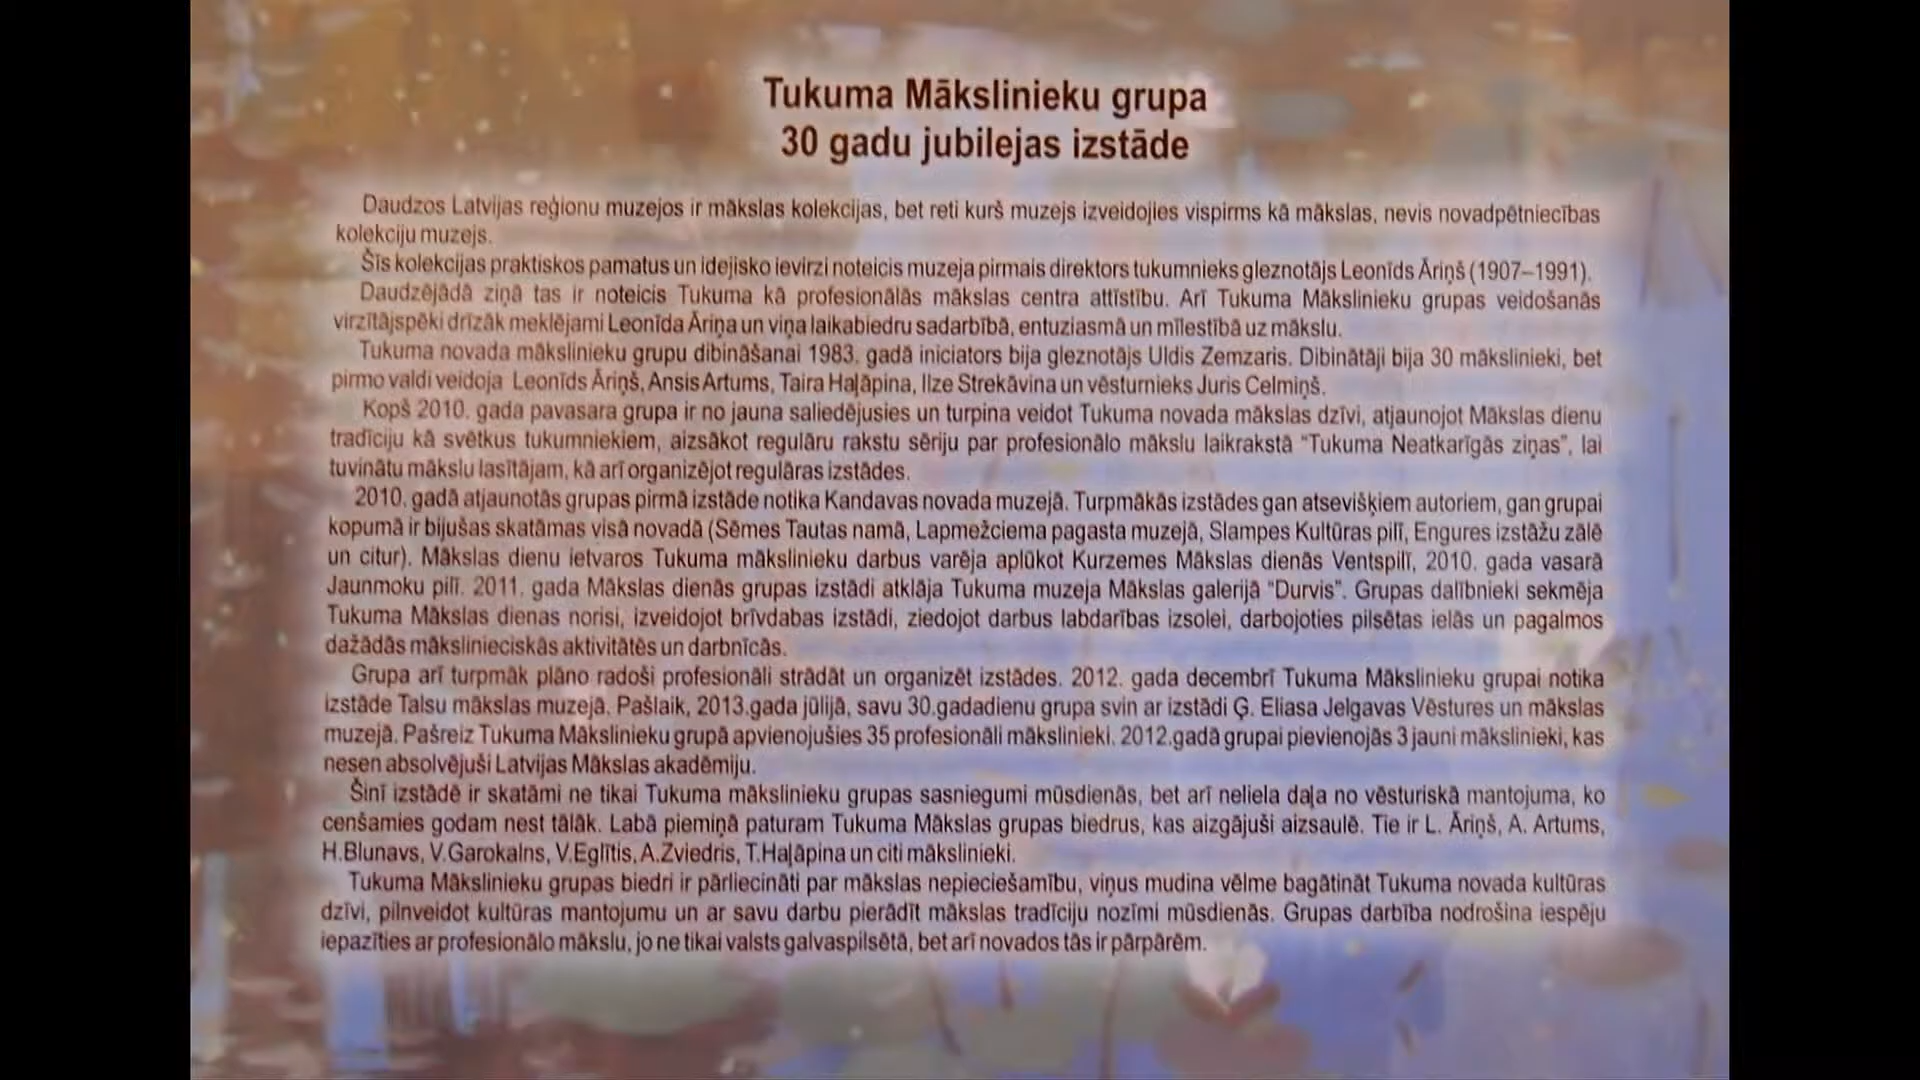 Tukuma Mākslinieku grupa
30 gadu jubilejas izstāde
Daudzos Latvijas reģionu muzejos ir mākslas kolekcijas, bet reti kurš muzejs izveidojies vispirms kā mākslas, nevis novadpētniecības
kolekciju muzejs.
Šīs kolekcijas praktiskos pamatus un idejisko ievirzi noteicis muzeja pirmais direktors tukumnieks gleznotājs Leonīds Āriņš (1907–1991).
Daudzējādā ziņā tas ir noteicis Tukuma kā profesionālās mākslas centra attīstību. Arī Tukuma Mākslinieku grupas veidošanās
virzītājspēki drīzāk meklējami Leonīda Āriņa un viņa laikabiedru sadarbībā, entuziasmā un mīlestībā uz mākslu.
Tukuma novada mākslinieku grupu dibināšanai 1983. gadā iniciators bija gleznotājs Uldis Zemzaris. Dibinātāji bija 30 mākslinieki, bet
pirmo valdi veidoja Leonīds Āriņš, Ansis Artums, Taira Haļāpina, Ilze Strekāvina un vēsturnieks Juris Celmiņš.
Kopš 2010. gada pavasara grupa ir no jauna saliedējusies un turpina veidot Tukuma novada mākslas dzīvi, atjaunojot Mākslas dienu
tradīciju kā svētkus tukumniekiem, aizsākot regulāru rakstu sēriju par profesionālo mākslu laikrakstā "Tukuma Neatkarīgās ziņas", lai
tuvinātu mākslu lasītājam, kā arī organizējot regulāras izstādes.
2010. gadā atjaunotās grupas pirmā izstāde notika Kandavas novada muzejā. Turpmākās izstādes gan atsevišķiem autoriem, gan grupai
kopumā ir bijušas skatāmas visā novadā (Sēmes Tautas namā, Lapmežciema pagasta muzejā, Slampes Kultūras pilī, Engures izstāžu zālē
un citur). Mākslas dienu ietvaros Tukuma mākslinieku darbus varēja aplūkot Kurzemes Mākslas dienās Ventspilī, 2010. gada vasarā
Jaunmoku pilī. 2011. gada Mākslas dienās grupas izstādi atklāja Tukuma muzeja Mākslas galerijā "Durvis". Grupas dalībnieki sekmēja
Tukuma Mākslas dienas norisi, izveidojot brīvdabas izstādi, ziedojot darbus labdarības izsolei, darbojoties pilsētas ielās un pagalmos
dažādās mākslinieciskās aktivitātēs un darbnīcās.
Grupa arī turpmāk plāno radoši profesionāli strādāt un organizēt izstādes. 2012. gada decembrī Tukuma Mākslinieku grupai notika
izstāde Talsu mākslas muzejā. Pašlaik, 2013.gada jūlijā, savu 30.gadadienu grupa svin ar izstādi Ģ. Eliasa Jelgavas Vēstures un mākslas
muzejā. Pašreiz Tukuma Mākslinieku grupā apvienojušies 35 profesionāli mākslinieki. 2012.gadā grupai pievienojās 3 jauni mākslinieki, kas
nesen absolvējuši Latvijas Mākslas akadēmiju.
Šinī izstādē ir skatāmi ne tikai Tukuma mākslinieku grupas sasniegumi mūsdienās, bet arī neliela daļa no vēsturiskā mantojuma, ko
cenšamies godam nest tālāk. Labā piemiņā paturam Tukuma Mākslas grupas biedrus, kas aizgājuši aizsaulē. Tie ir L. Āriņš, A. Artums,
H.Blunavs, V.Garokalns, V.Eglītis, A.Zviedris, T.Haļāpina un citi mākslinieki.
Tukuma Mākslinieku grupas biedri ir pārliecināti par mākslas nepieciešamību, viņus mudina vēlme bagātināt Tukuma novada kultūras
dzīvi, pilnveidot kultūras mantojumu un ar savu darbu pierādīt mākslas tradīciju nozīmi mūsdienās. Grupas darbība nodrošina iespēju
iepazīties ar profesionālo mākslu, jo ne tikai valsts galvaspilsētā, bet arī novados tās ir pārpārēm.